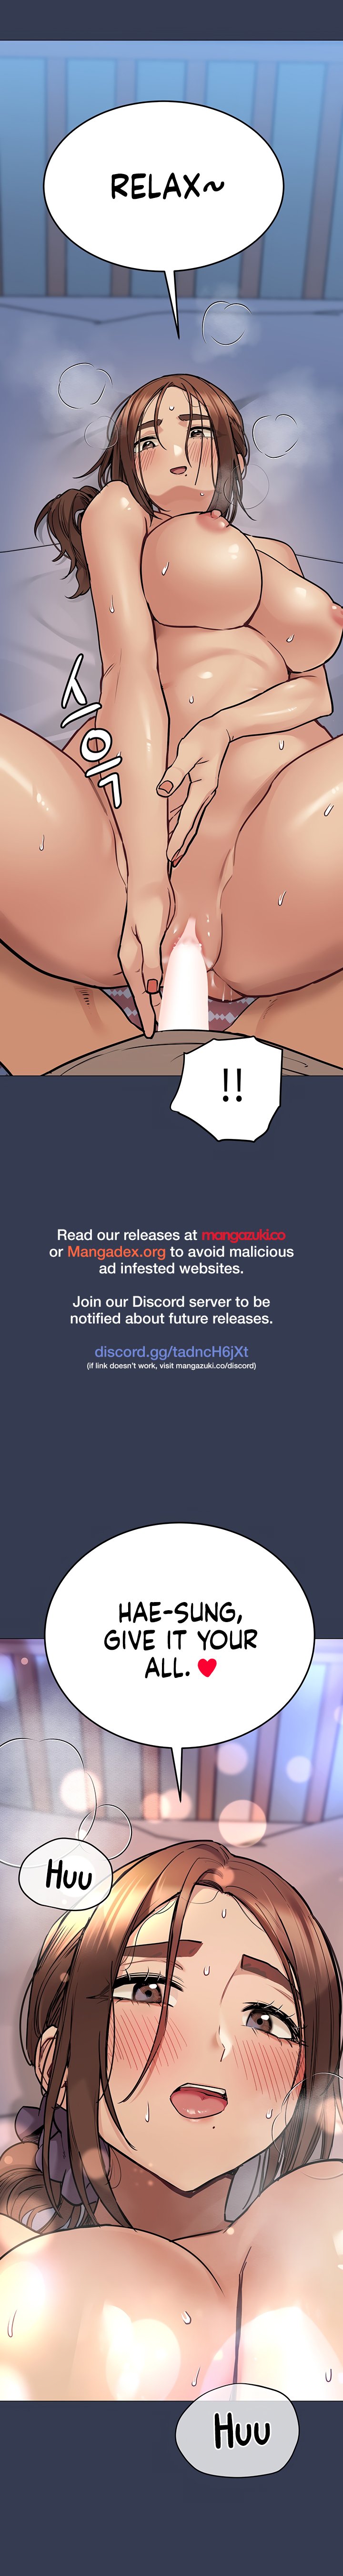 RELAX~
스윽
!!
Read our releases at mangazuki.co
or Mangadex.org to avoid malicious
ad infested websites.
Join our Discord server to be
notified about future releases.
discord.gg/tadncH6jXt
(if link doesn't work, visit mangazuki.co/discord)
HAE-SUNG,
GIVE IT YOUR
ALL.
HUU
HUU